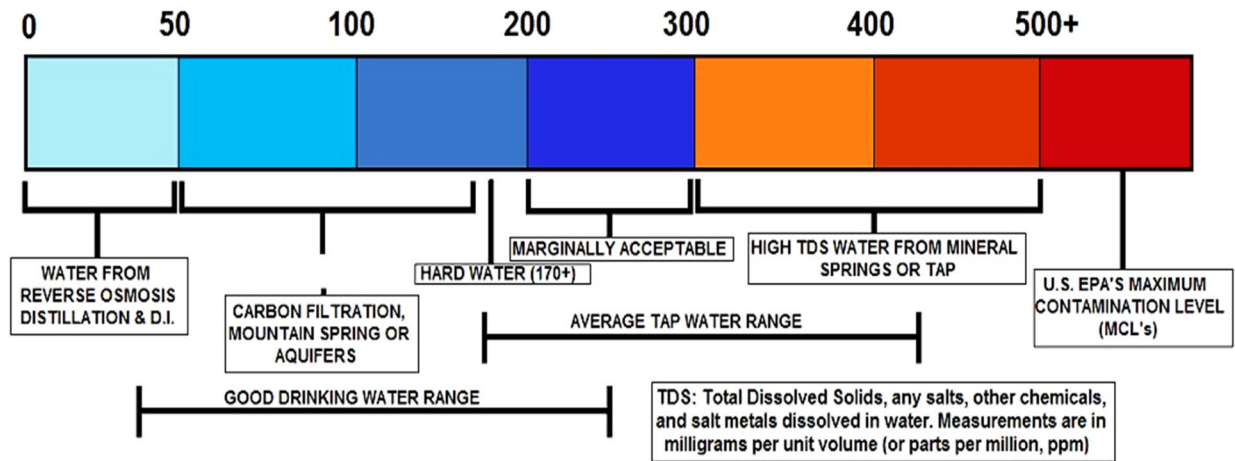 0 50 100 200 300 400 500+
WATER FROM
REVERSE OSMOSIS
DISTILLATION & D.I.
CARBON FILTRATION,
MOUNTAIN SPRING OR
AQUIFERS
HARD WATER (170+)
MARGINALLY ACCEPTABLE
HIGH TDS WATER FROM MINERAL
SPRINGS OR TAP
U.S. EPA'S MAXIMUM
CONTAMINATION LEVEL
(MCL's)
AVERAGE TAP WATER RANGE
GOOD DRINKING WATER RANGE
TDS: Total Dissolved Solids, any salts, other chemicals,
and salt metals dissolved in water. Measurements are in
milligrams per unit volume (or parts per million, ppm)